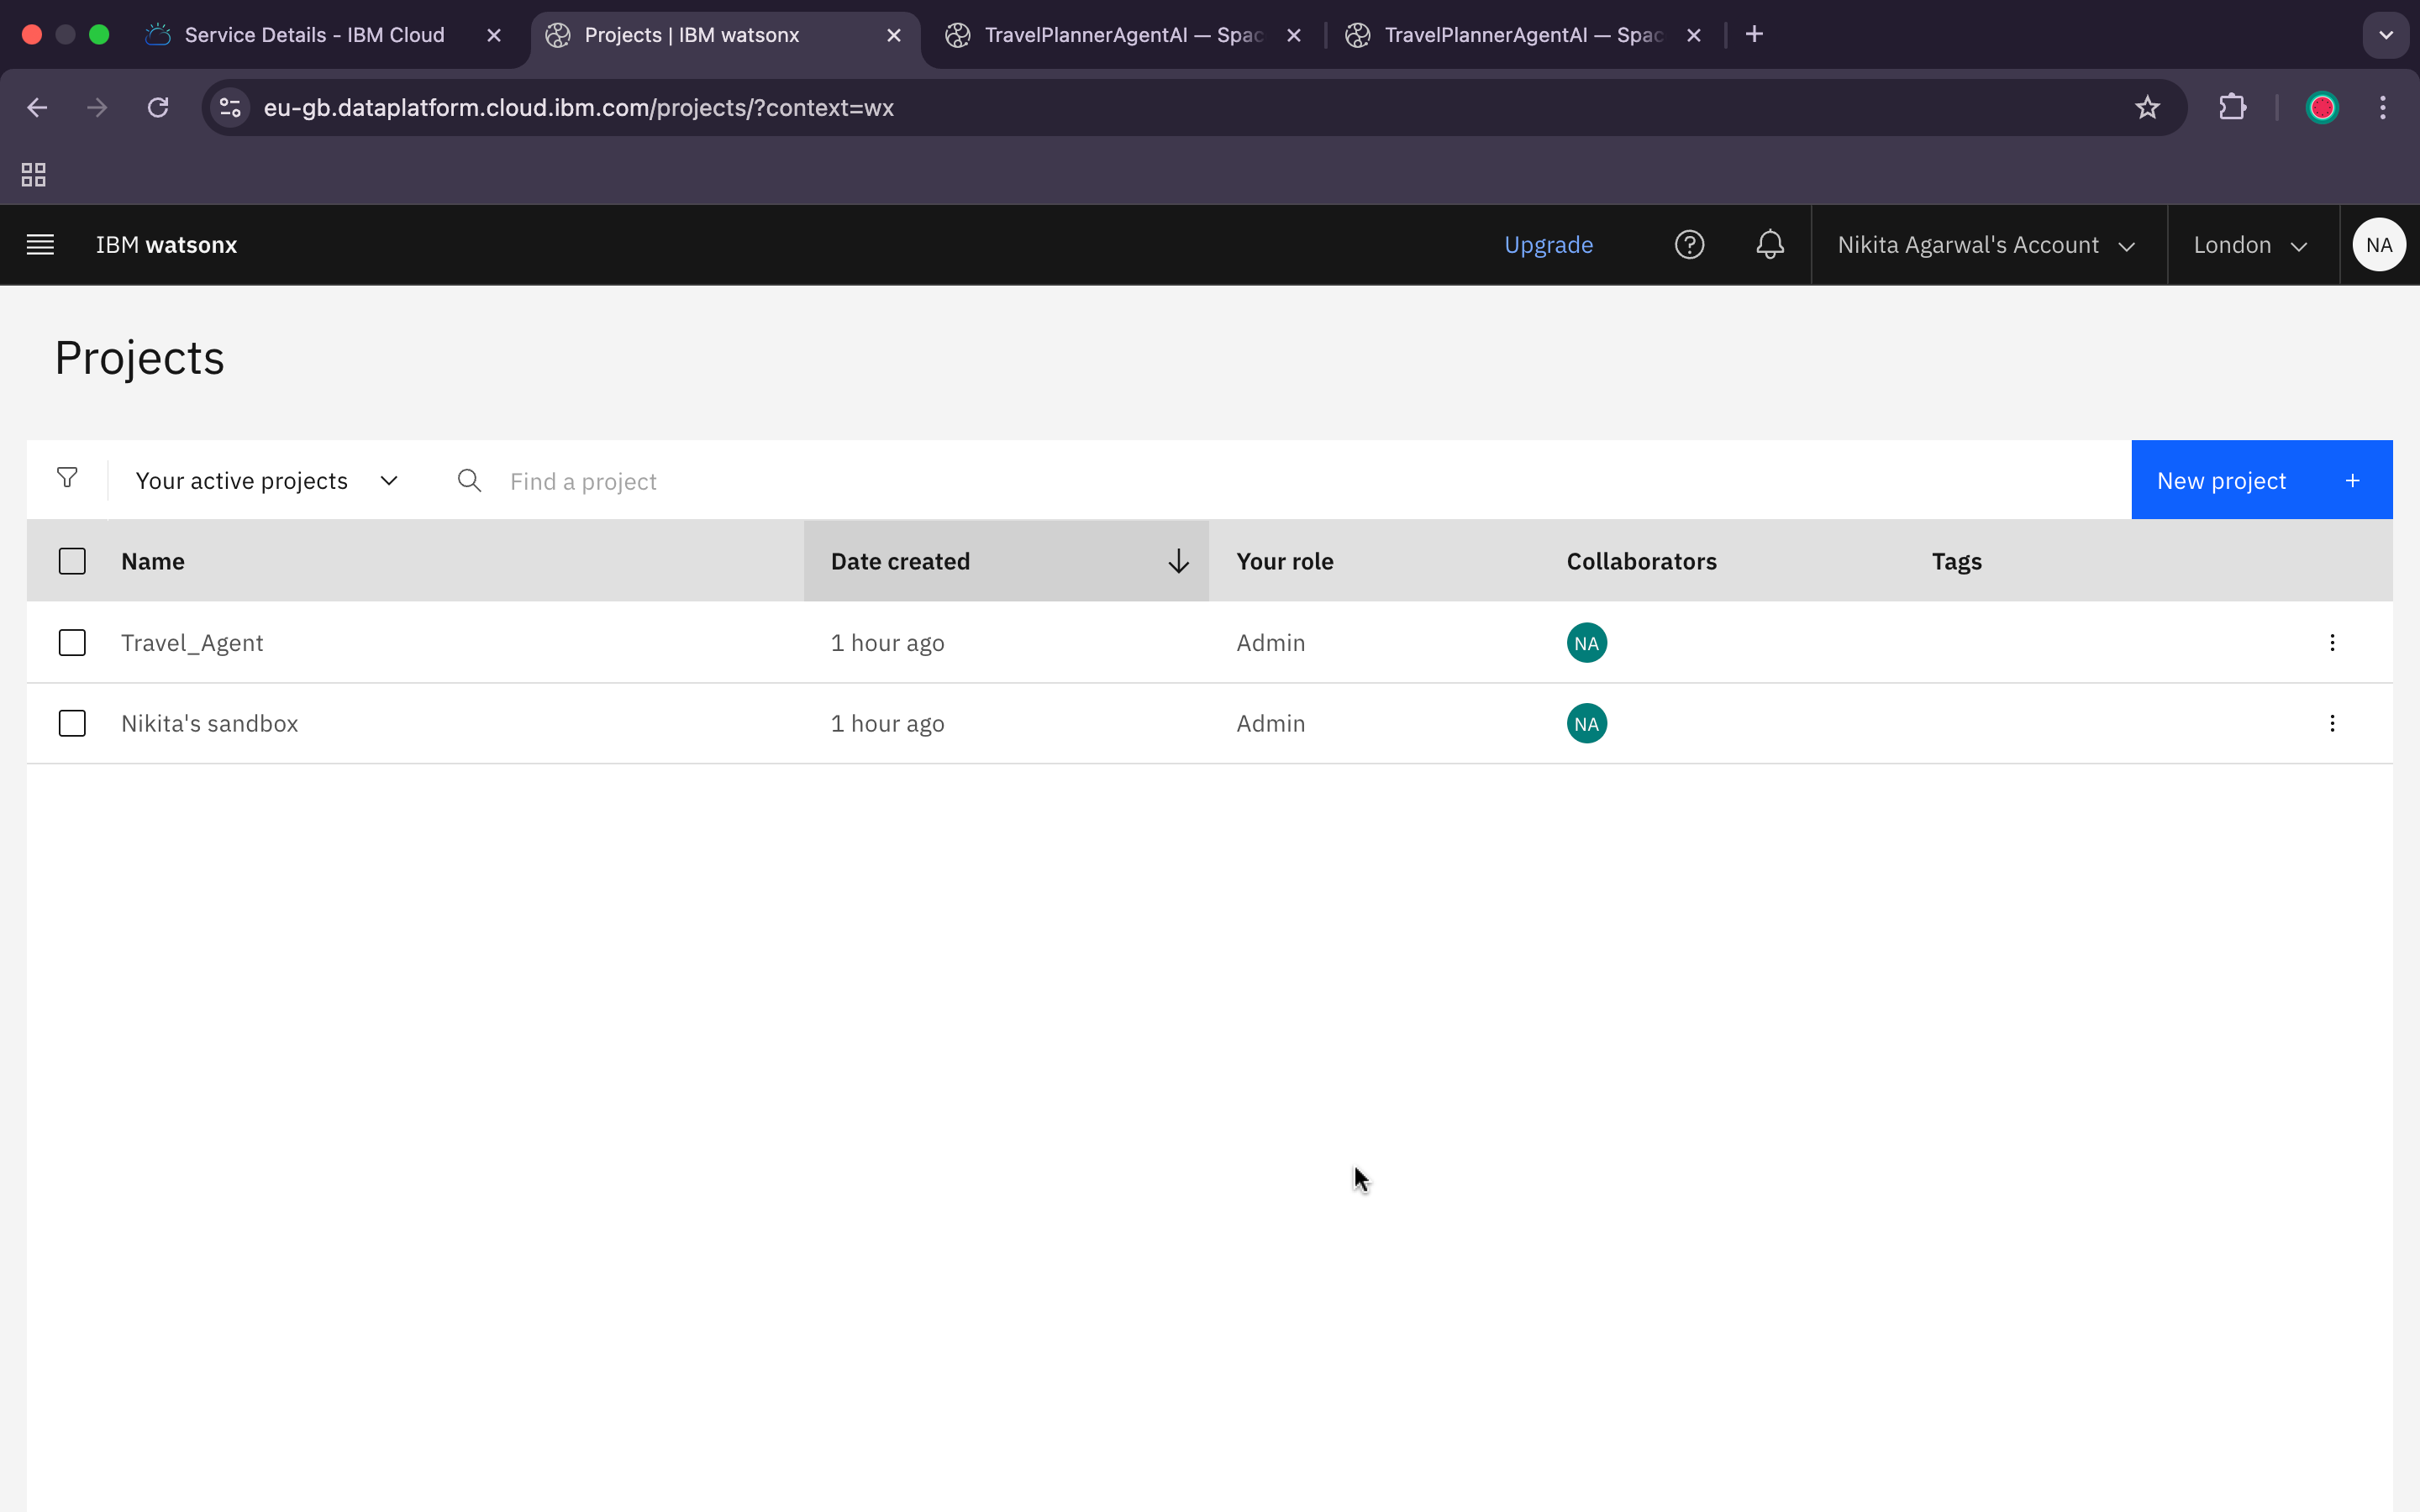 Service Details - IBM Cloud
Projects | IBM watsonx
TravelPlannerAgentAI — Spac
TravelPlannerAgentAI — Spac
eu-gb.dataplatform.cloud.ibm.com/projects/?context=wx
IBM watsonx
Upgrade
Nikita Agarwal's Account
London
NA
Projects
Your active projects
Find a project
New project +
Name Date created Your role Collaborators Tags
Travel_Agent 1 hour ago Admin NA
Nikita's sandbox 1 hour ago Admin NA